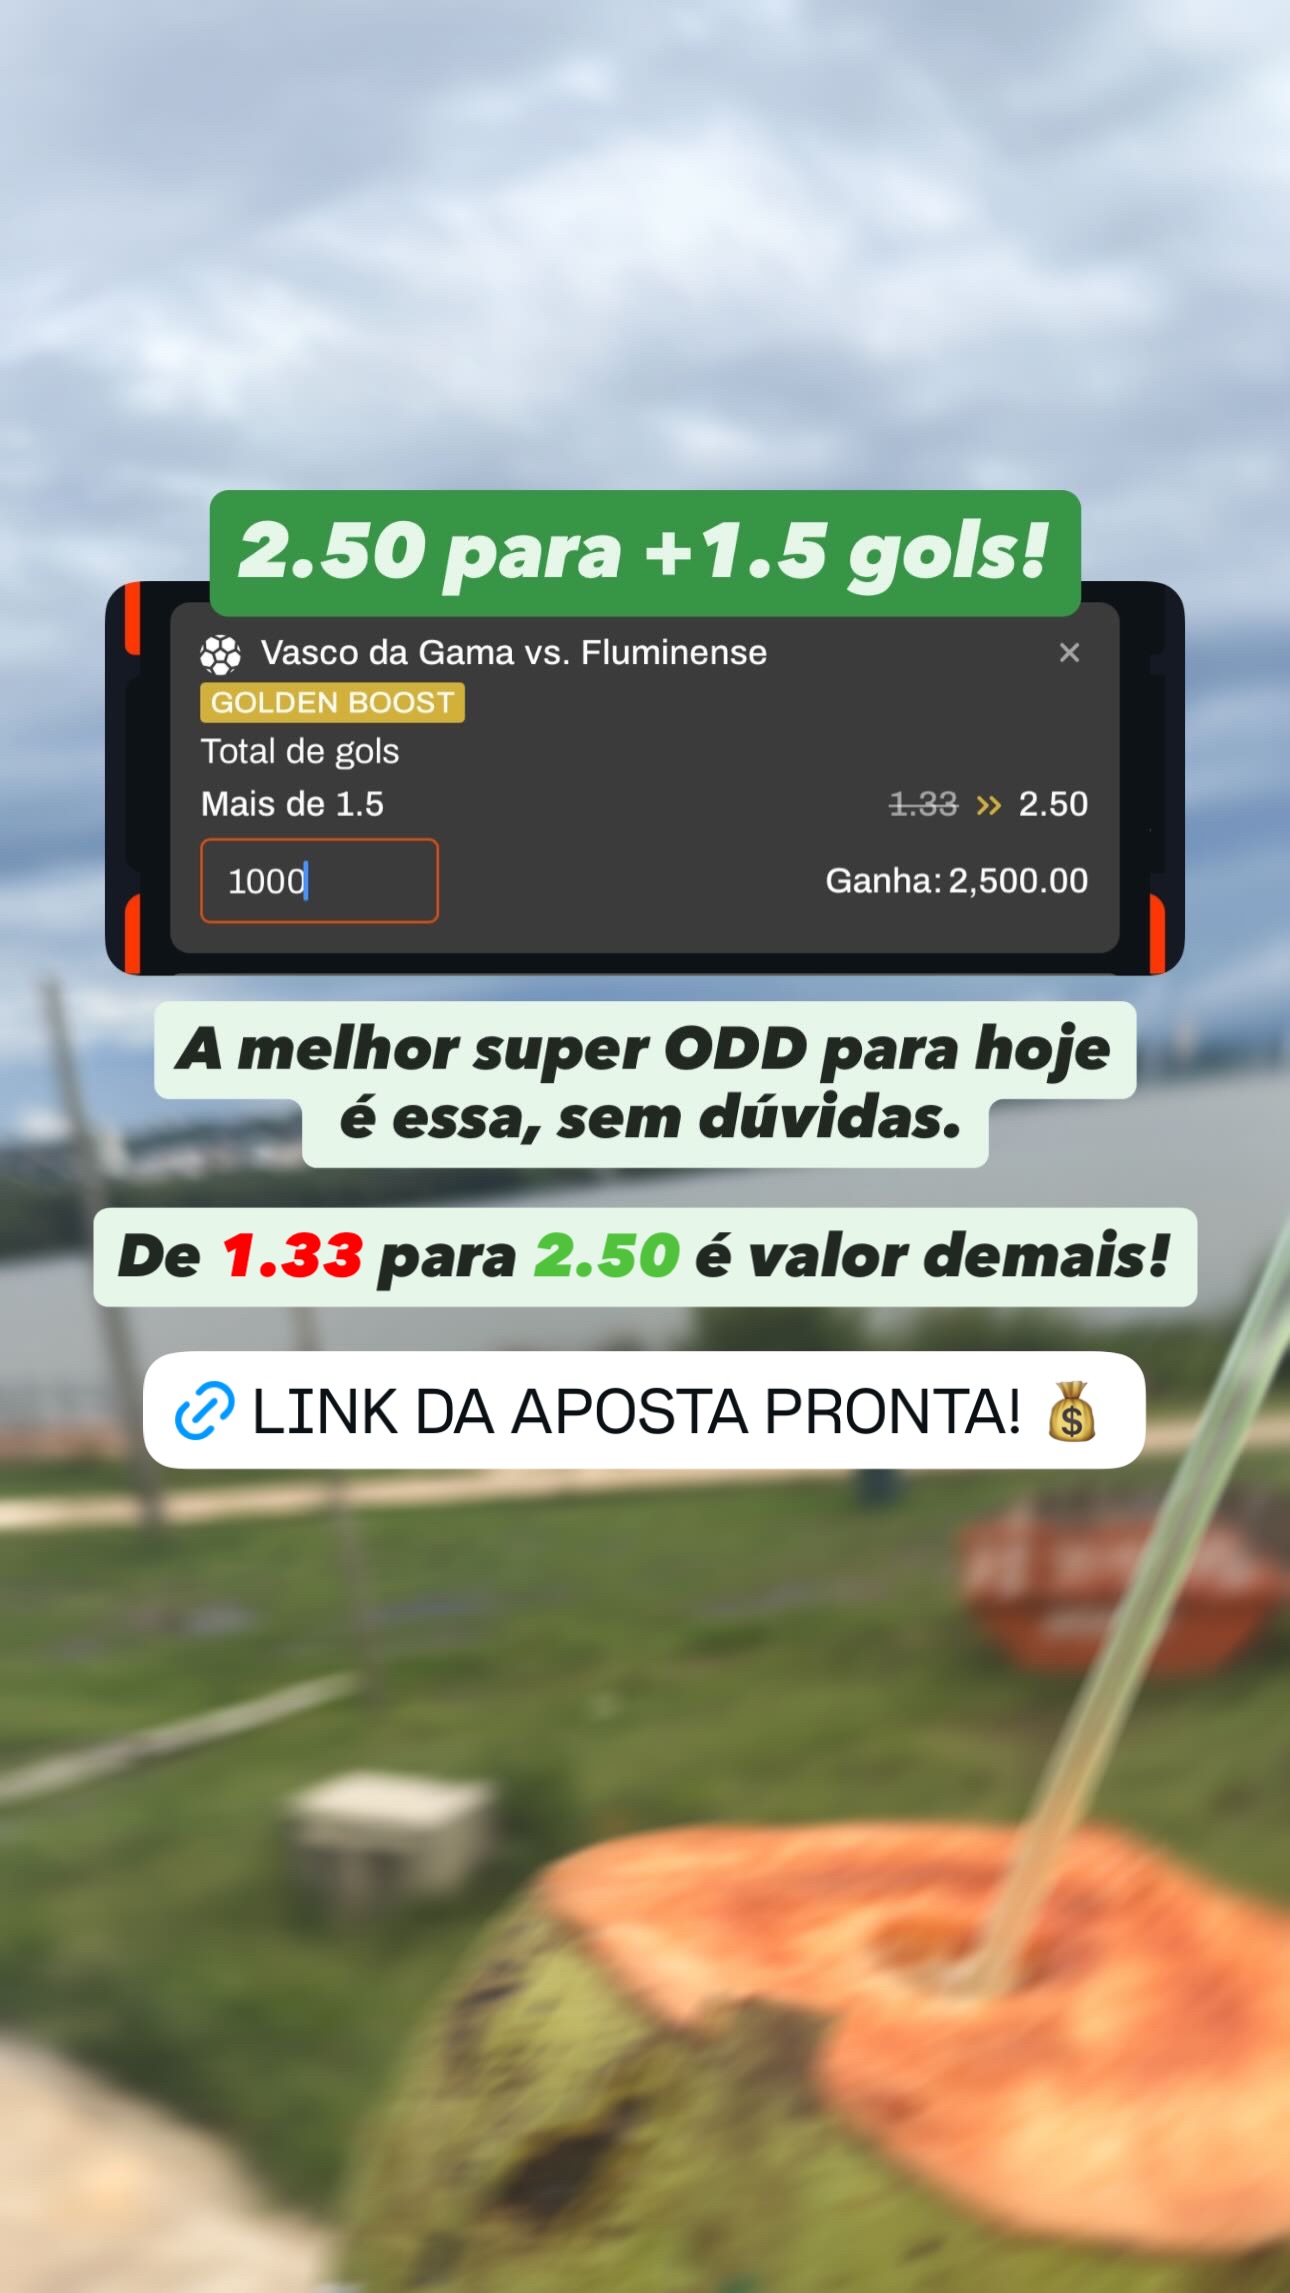 2.50 para +1.5 gols!
Vasco da Gama vs. Fluminense
GOLDEN BOOST
Total de gols
Mais de 1.5
1.33 » 2.50
1000
Ganha: 2,500.00
A melhor super ODD para hoje
é essa, sem dúvidas.
De 1.33 para 2.50 é valor demais!
LINK DA APOSTA PRONTA! 💰